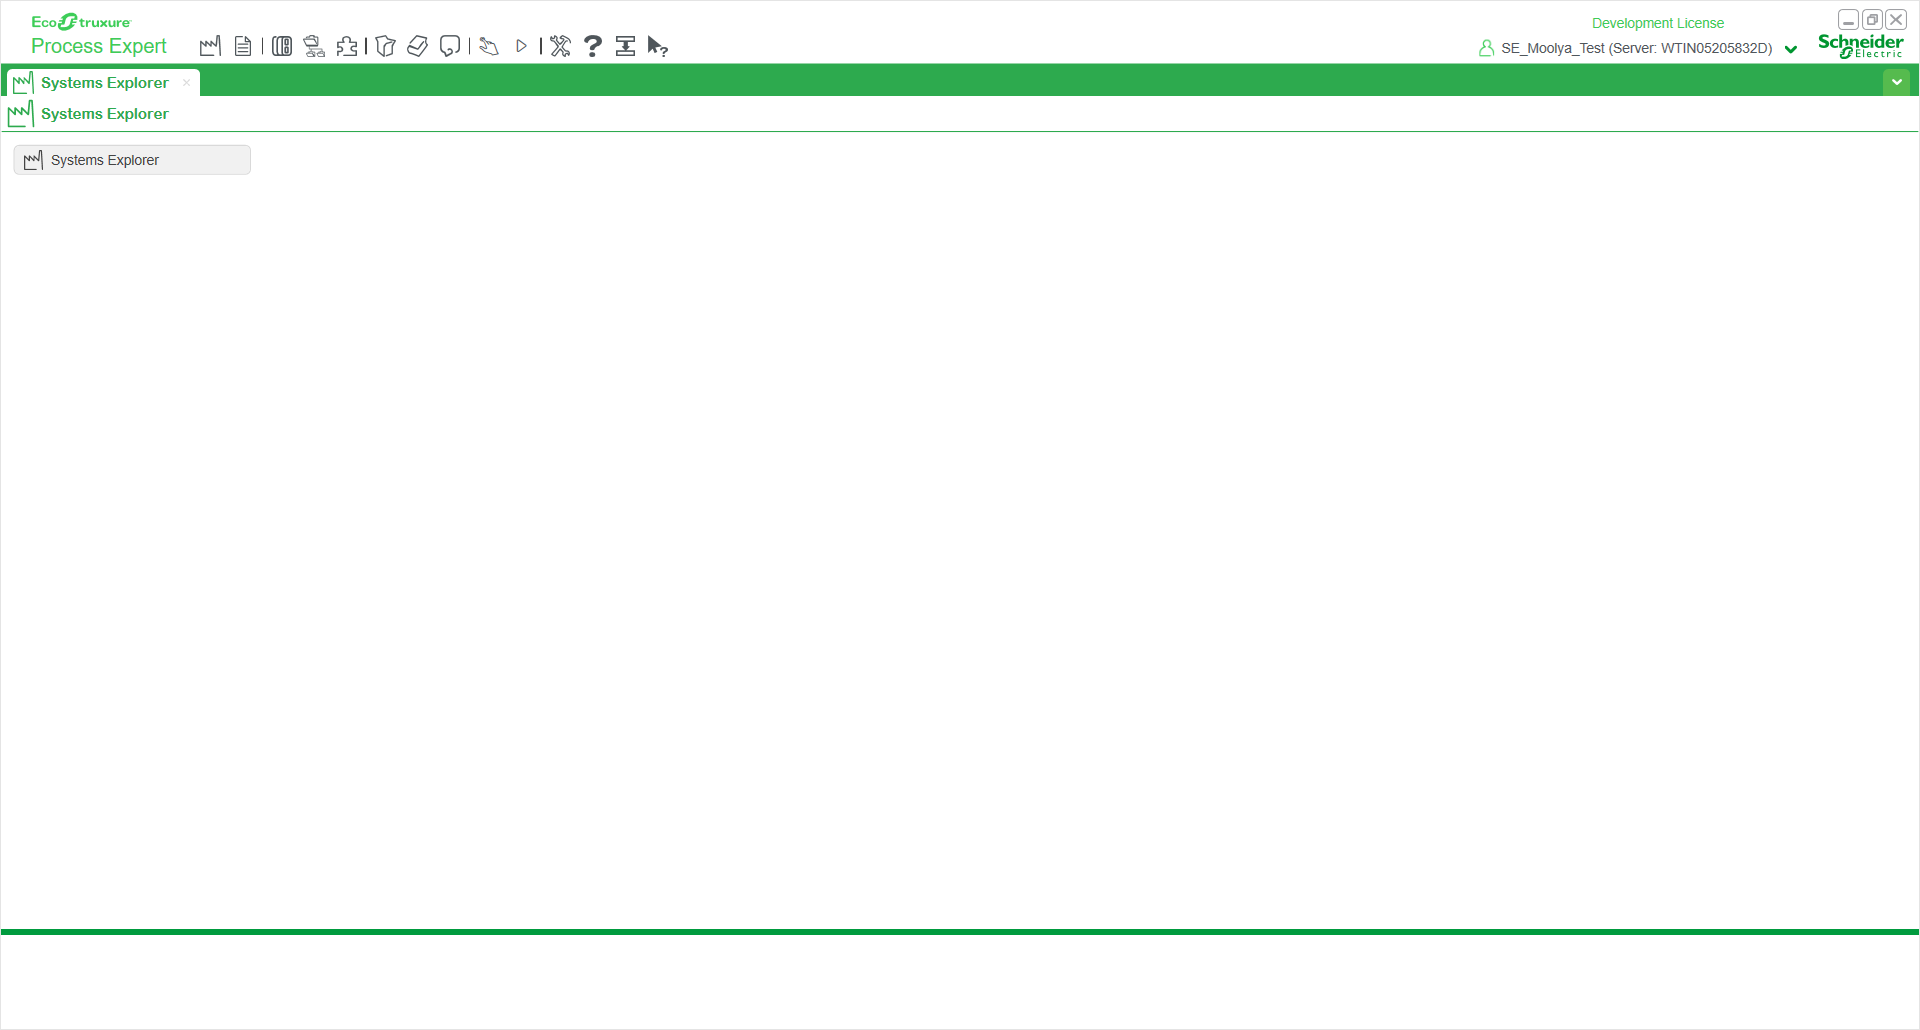 EcoStruxure
Process Expert
Development License
SE_Moolya_Test (Server: WTIN05205832D)
Schneider
Electric
Systems Explorer
Systems Explorer
Systems Explorer